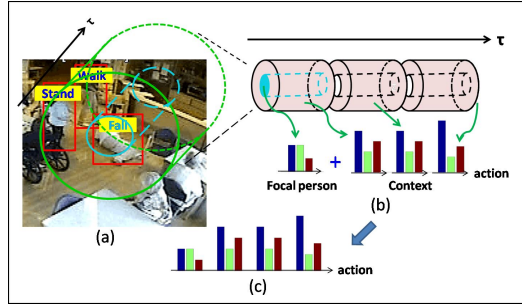 τ
τ
Walk
Stand
Fall
Focal person
+
Context
action
(a)
(b)
action
(c)